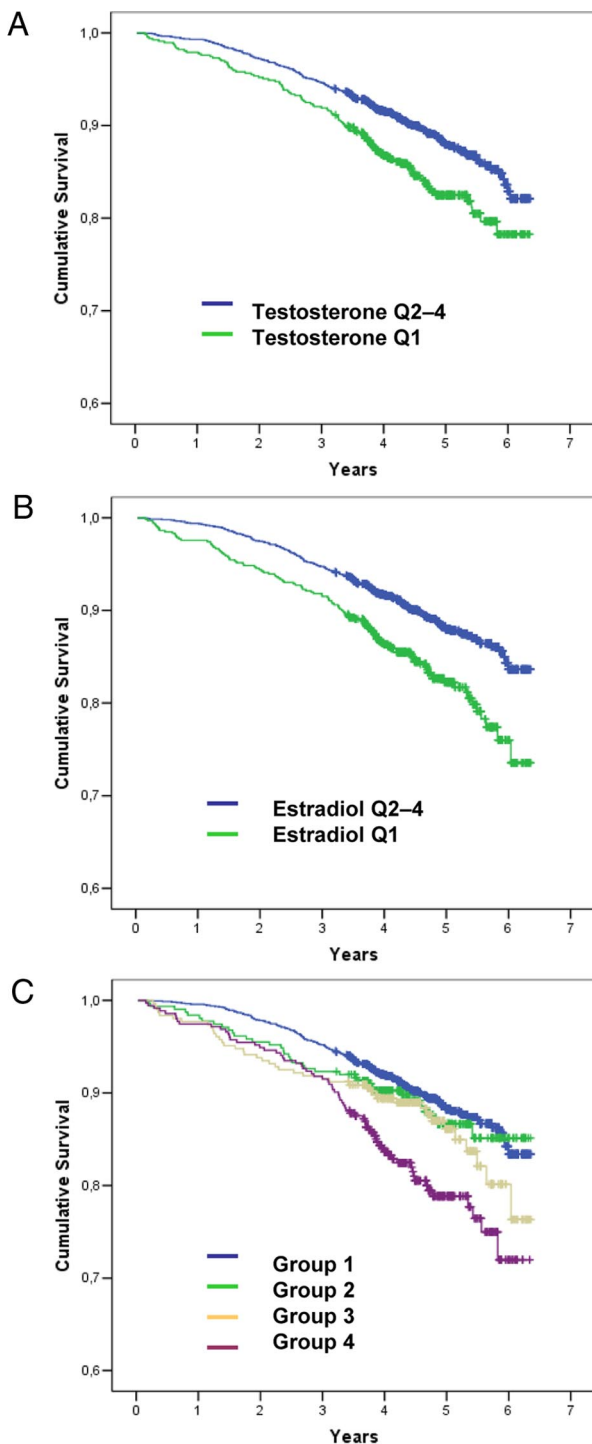 A
1,0
0,9
0,8
0,7
0,6
Cumulative Survival
Testosterone Q2–4
Testosterone Q1
0 1 2 3 4 5 6 7
Years
B
1,0
0,9
0,8
0,7
0,6
Cumulative Survival
Estradiol Q2–4
Estradiol Q1
0 1 2 3 4 5 6 7
Years
C
1,0
0,9
0,8
0,7
0,6
Cumulative Survival
Group 1
Group 2
Group 3
Group 4
0 1 2 3 4 5 6 7
Years